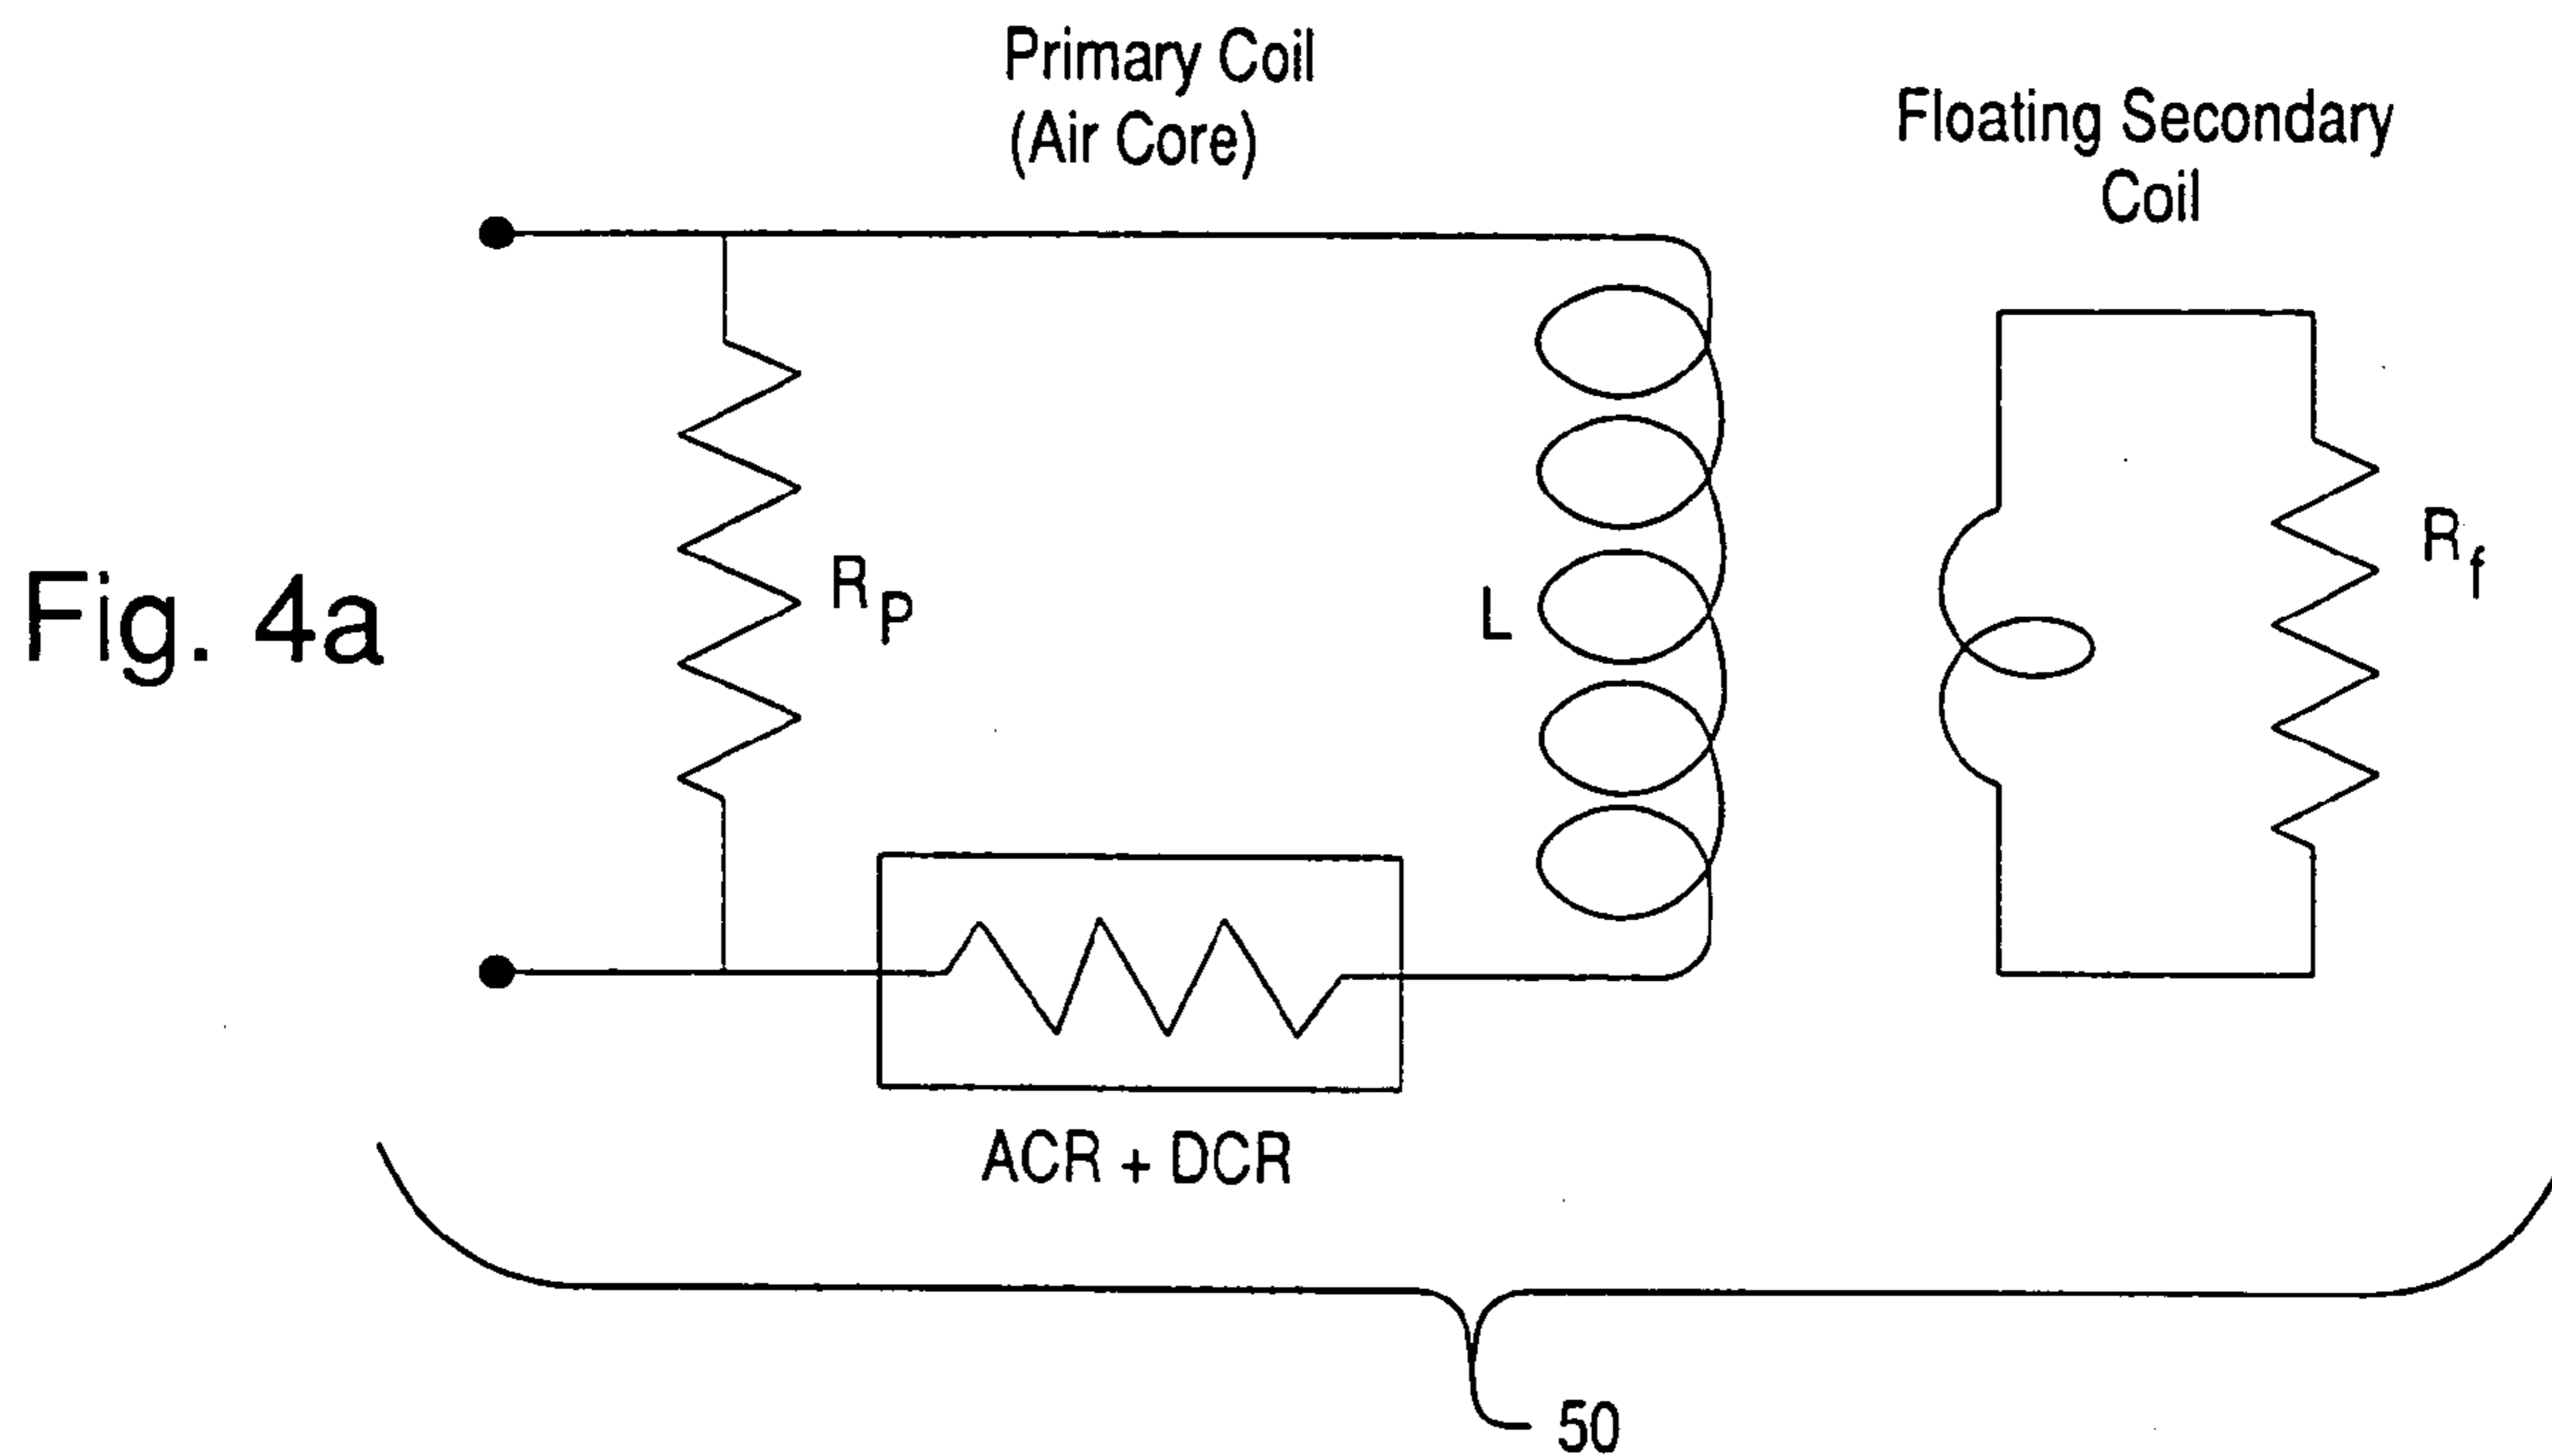 Primary Coil
(Air Core)
Floating Secondary
Coil
Fig. 4a
RP
L
Rf
ACR + DCR
50